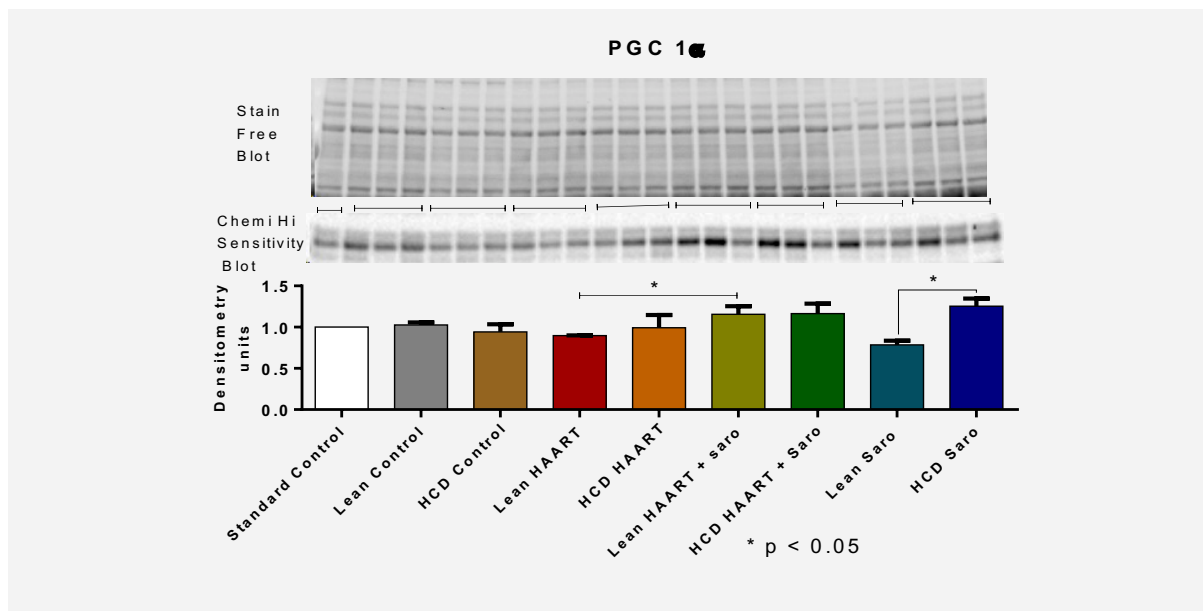 PGC 1α
Stain
Free
Blot
Chemi Hi
Sensitivity
Blot
*
*
Densitometry
units
1.5
1.0
0.5
0.0
Standard Control
Lean Control
HCD Control
Lean HAART
HCD HAART
Lean HAART + saro
HCD HAART + Saro
Lean Saro
HCD Saro
* p < 0.05